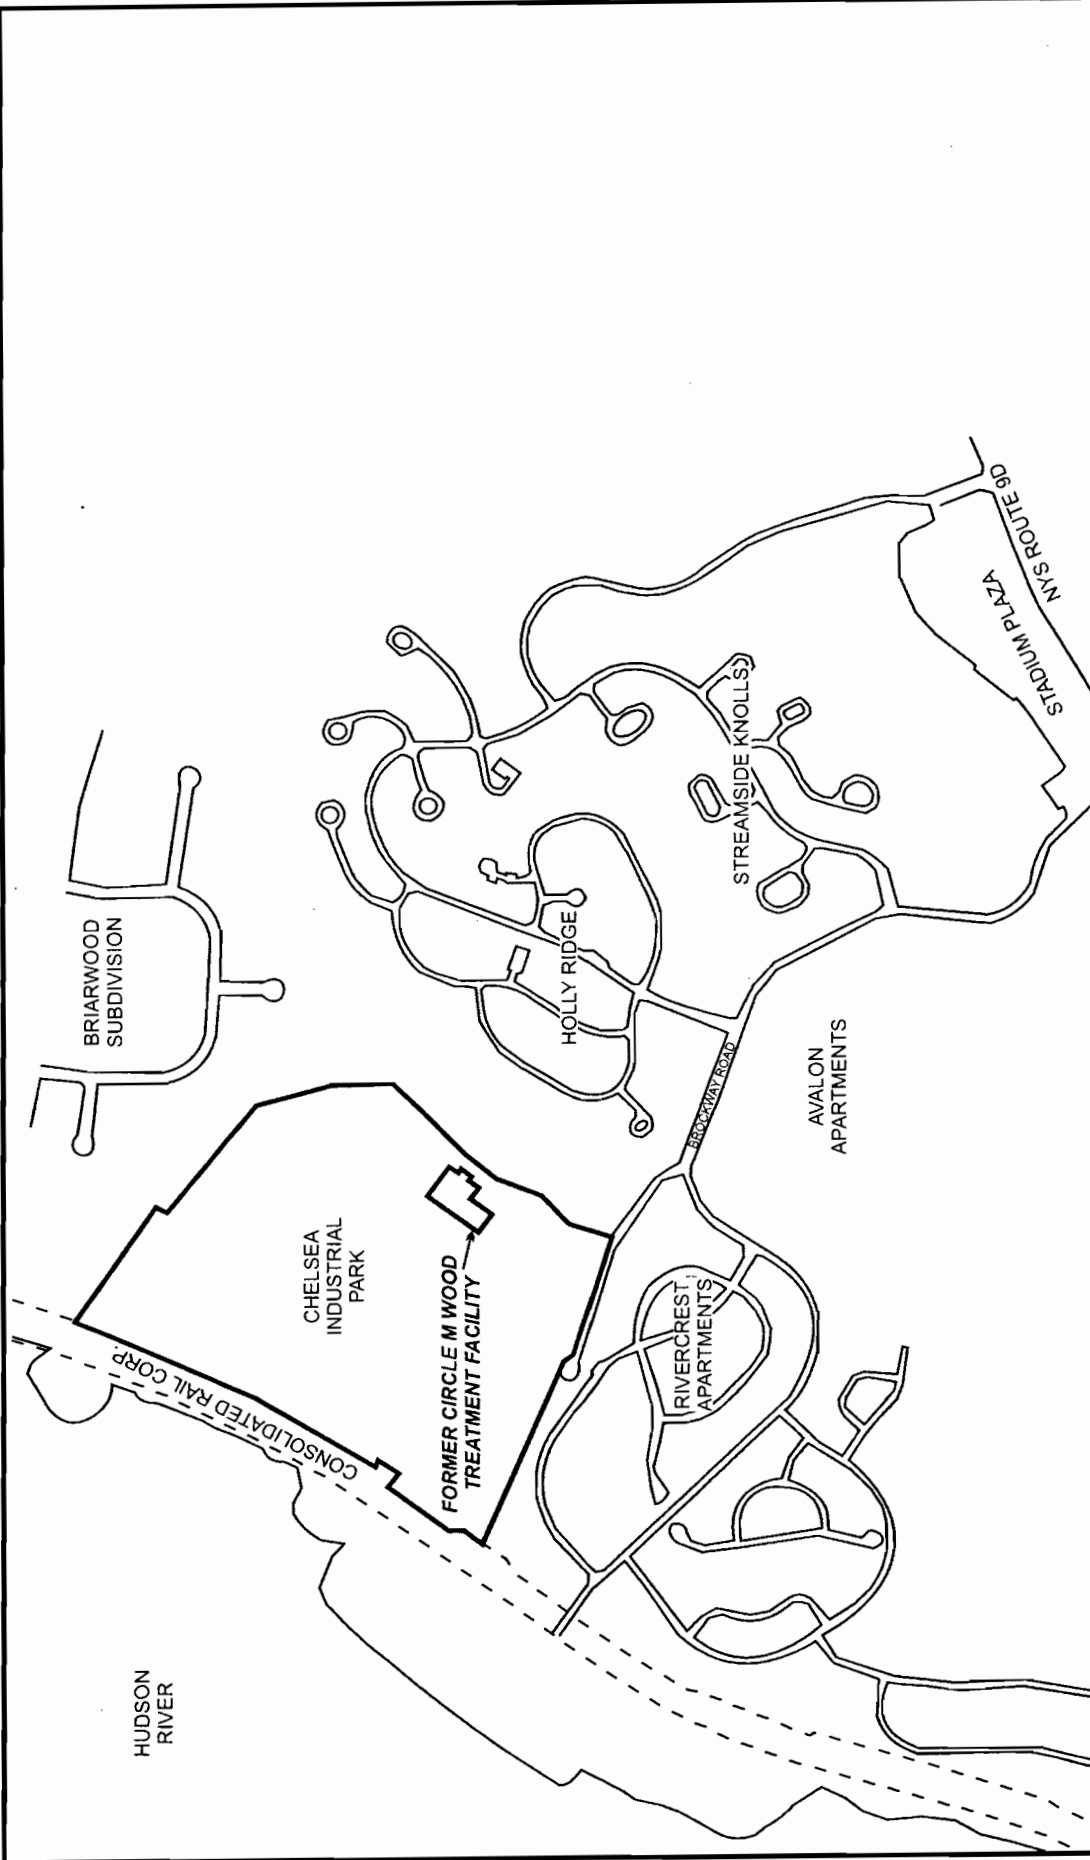 BRIARWOOD
SUBDIVISION
HUDSON
RIVER
CONSOLIDATED RAIL CORP.
CHELSEA
INDUSTRIAL
PARK
FORMER CIRCLE M WOOD
TREATMENT FACILITY
HOLLY RIDGE
STREAMSIDE KNOLLS
BROCKWAY ROAD
RIVERCREST
APARTMENTS
AVALON
APARTMENTS
STADIUM PLAZA
NYS ROUTE 9D